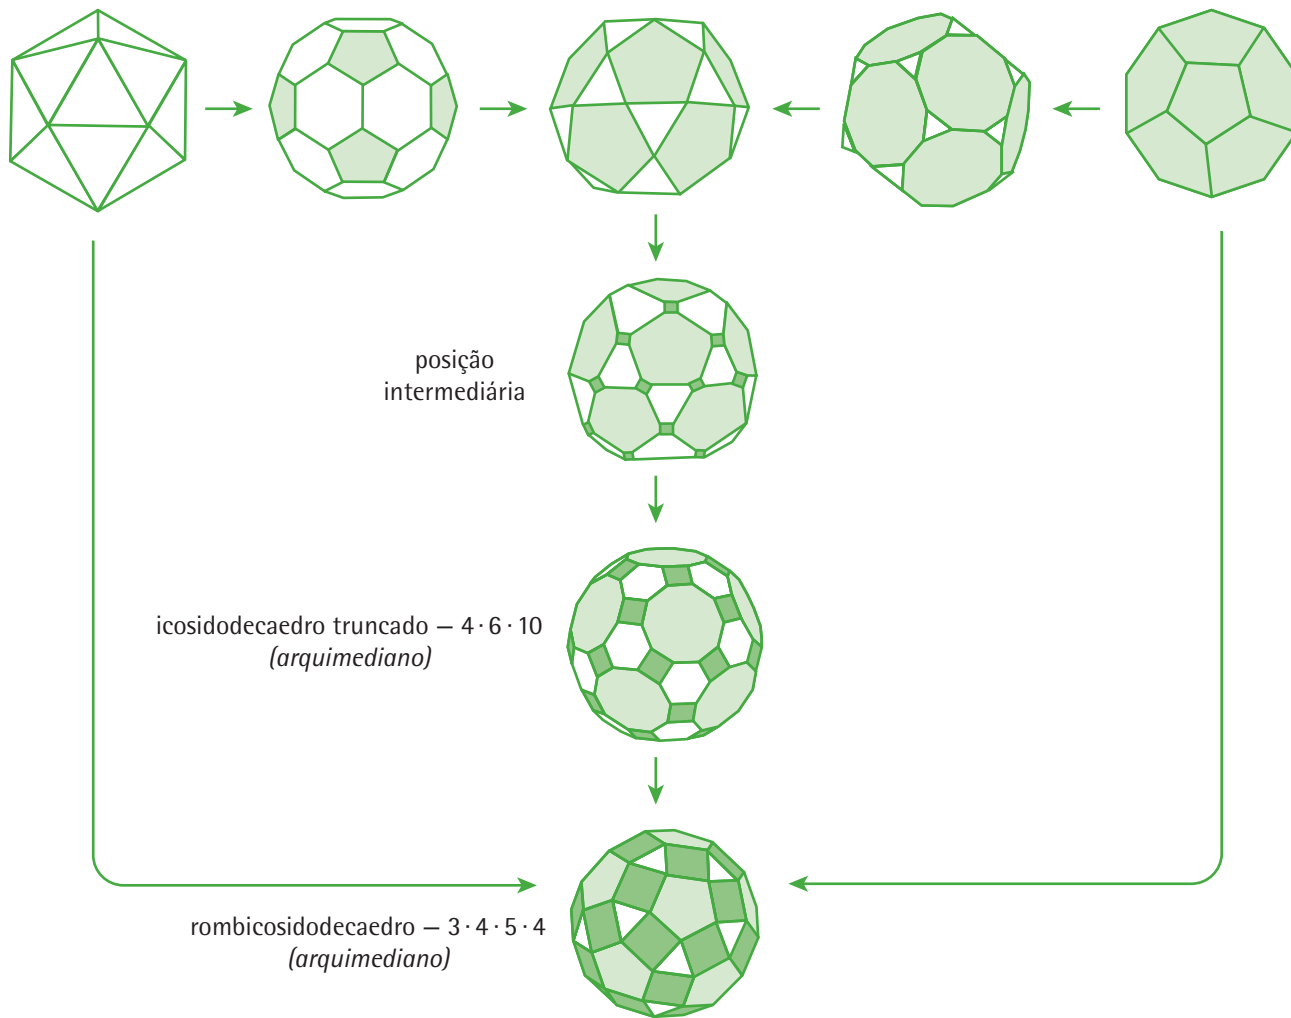 posição
intermediária
icosidodecaedro truncado — 4 · 6 · 10
(arquimediano)
rombicosidodecaedro — 3 · 4 · 5 · 4
(arquimediano)